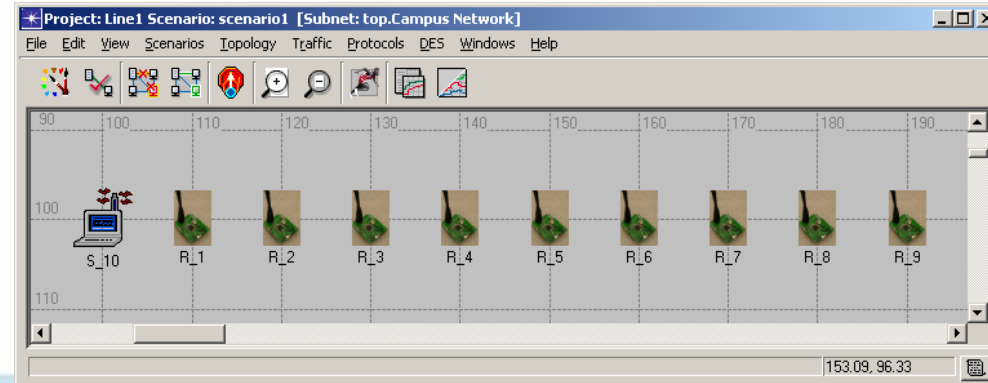 Project: Line1 Scenario: scenario1 [Subnet: top.Campus Network]
File Edit View Scenarios Topology Traffic Protocols DES Windows Help
90 100 110 120 130 140 150 160 170 180 190
100
S_10 R_1 R_2 R_3 R_4 R_5 R_6 R_7 R_8 R_9
110
153.09, 96.33